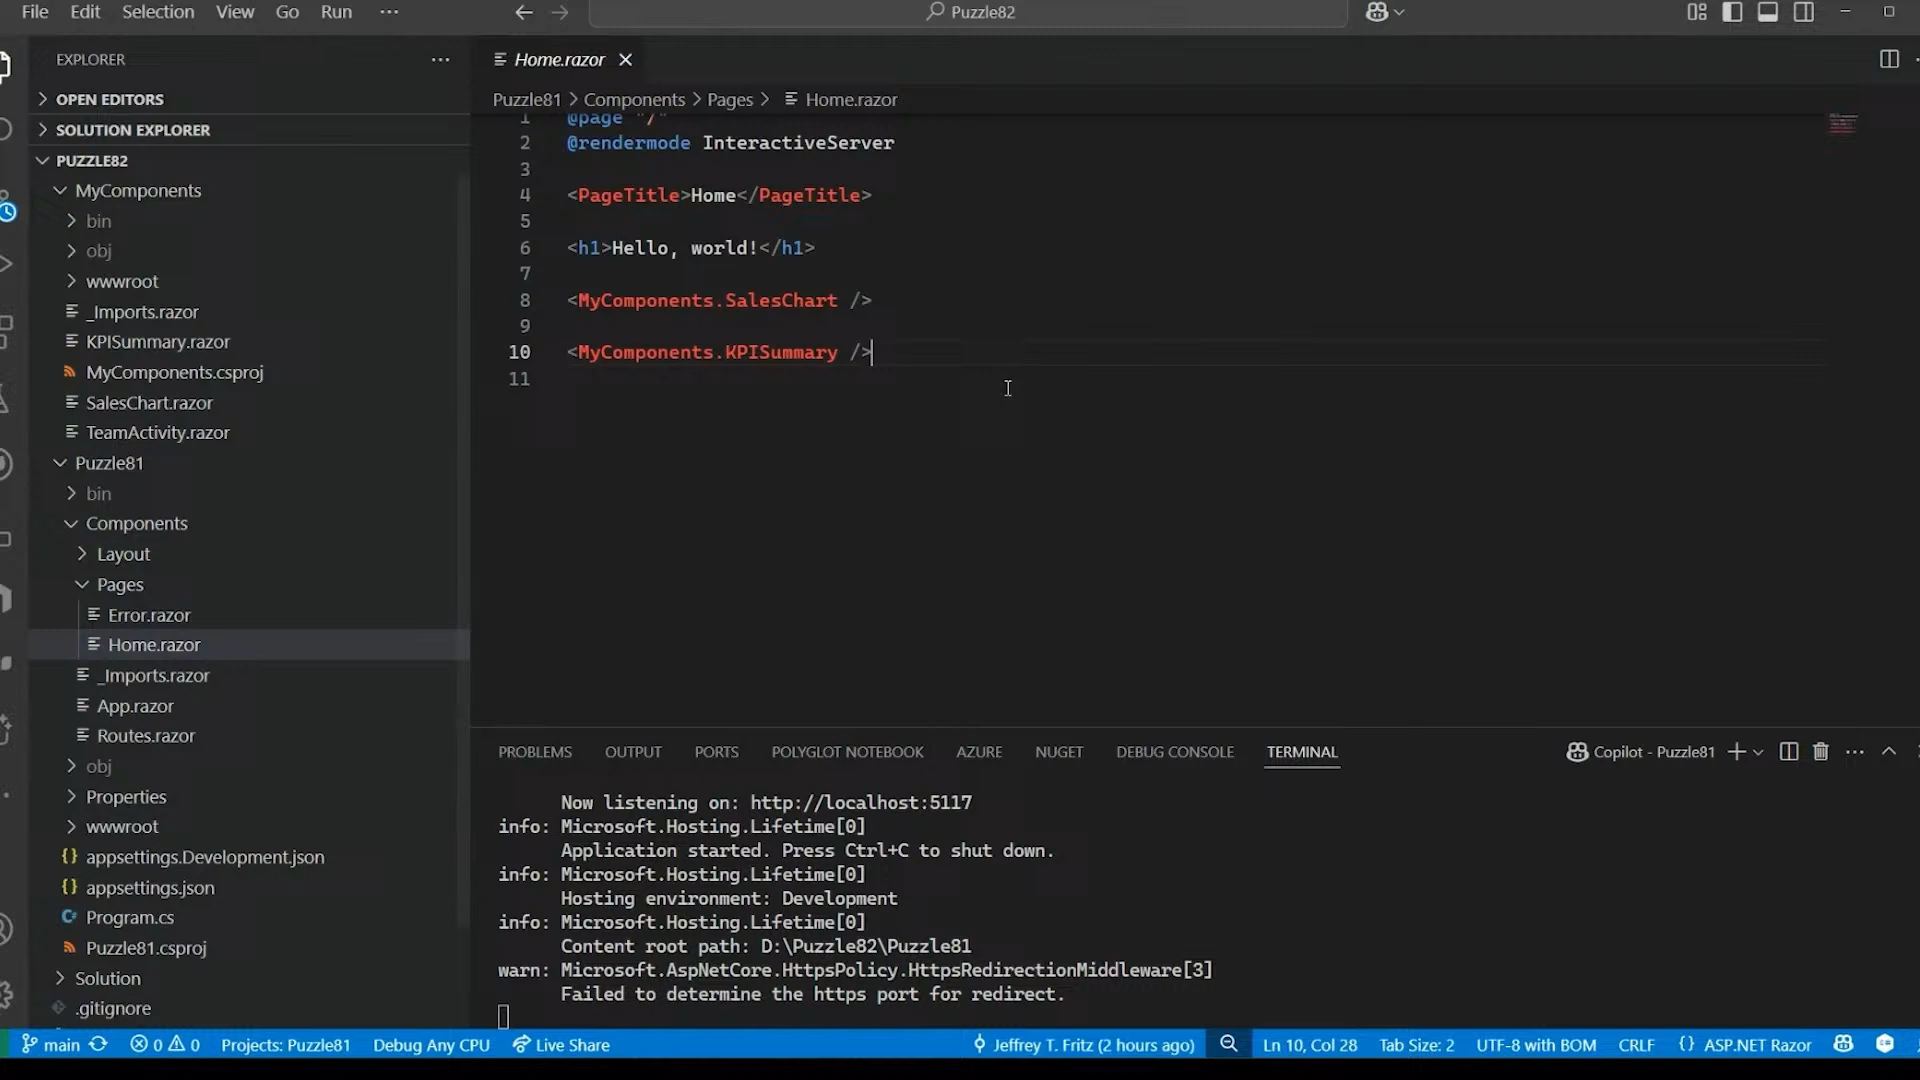 File Edit Selection View Go Run ···
Puzzle82
EXPLORER
OPEN EDITORS
SOLUTION EXPLORER
PUZZLE82
MyComponents
bin
obj
wwwroot
_Imports.razor
KPISummary.razor
MyComponents.csproj
SalesChart.razor
TeamActivity.razor
Puzzle81
bin
Components
Layout
Pages
Error.razor
Home.razor
_Imports.razor
App.razor
Routes.razor
obj
Properties
wwwroot
{} appsettings.Development.json
{} appsettings.json
C# Program.cs
Puzzle81.csproj
Solution
.gitignore
Home.razor
Puzzle81 > Components > Pages > Home.razor
1 @page "/"
2 @rendermode InteractiveServer
3
4 <PageTitle>Home</PageTitle>
5
6 <h1>Hello, world!</h1>
7
8 <MyComponents.SalesChart />
9
10 <MyComponents.KPISummary />
11
PROBLEMS OUTPUT PORTS POLYGLOT NOTEBOOK AZURE NUGET DEBUG CONSOLE TERMINAL Copilot - Puzzle81
Now listening on: http://localhost:5117
info: Microsoft.Hosting.Lifetime[0]
Application started. Press Ctrl+C to shut down.
info: Microsoft.Hosting.Lifetime[0]
Hosting environment: Development
info: Microsoft.Hosting.Lifetime[0]
Content root path: D:\Puzzle82\Puzzle81
warn: Microsoft.AspNetCore.HttpsPolicy.HttpsRedirectionMiddleware[3]
Failed to determine the https port for redirect.
main 0 0 Projects: Puzzle81 Debug Any CPU Live Share Jeffrey T. Fritz (2 hours ago) Ln 10, Col 28 Tab Size: 2 UTF-8 with BOM CRLF {} ASP.NET Razor